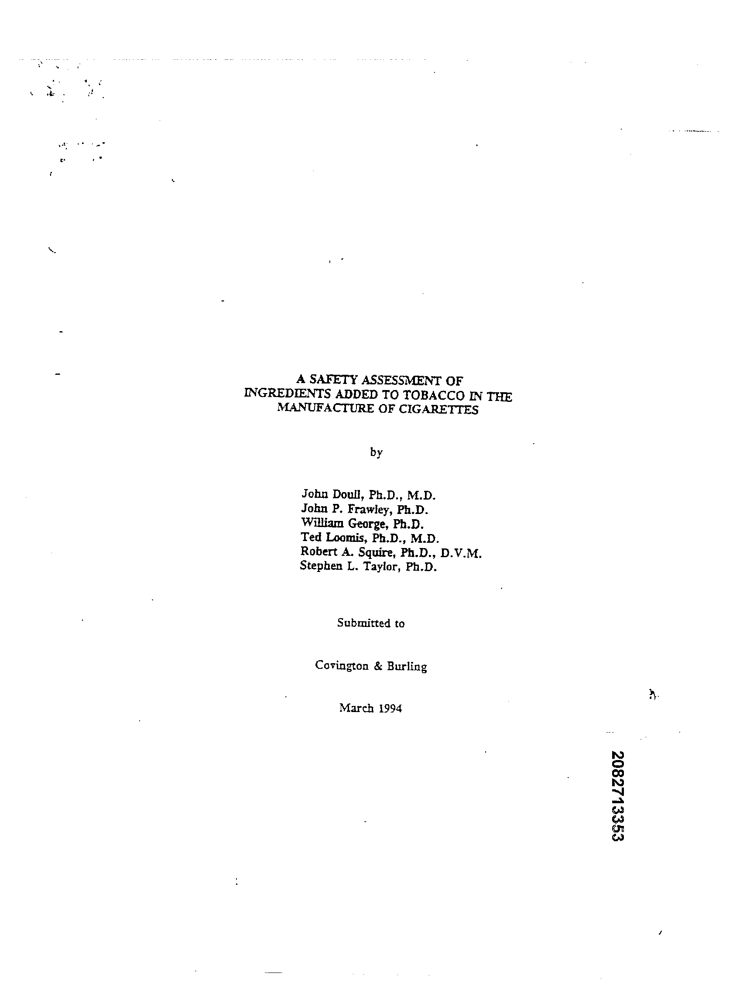 A SAFETY ASSESSMENT OF
INGREDIENTS ADDED TO TOBACCO IN THE
MANUFACTURE OF CIGARETTES
by
John Doull, Ph.D., M.D.
John P. Frawley, Ph.D.
William George, Ph.D.
Ted Loomis, Ph.D., M.D.
Robert A. Squire, Ph.D., D.V.M.
Stephen L. Taylor, Ph.D.
Submitted to
Covington & Burling
March 1994
2082713353